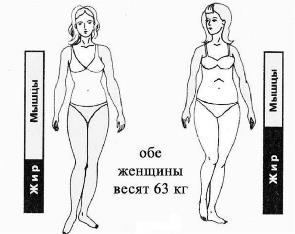 Мышцы
Жир
обе
женщины
весят 63 кг
Мышцы
Жир